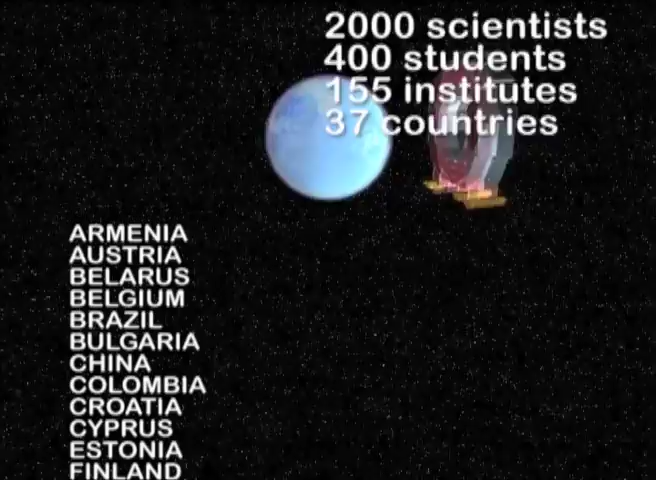 2000 scientists
400 students
155 institutes
37 countries
ARMENIA
AUSTRIA
BELARUS
BELGIUM
BRAZIL
BULGARIA
CHINA
COLOMBIA
CROATIA
CYPRUS
ESTONIA
FINLAND